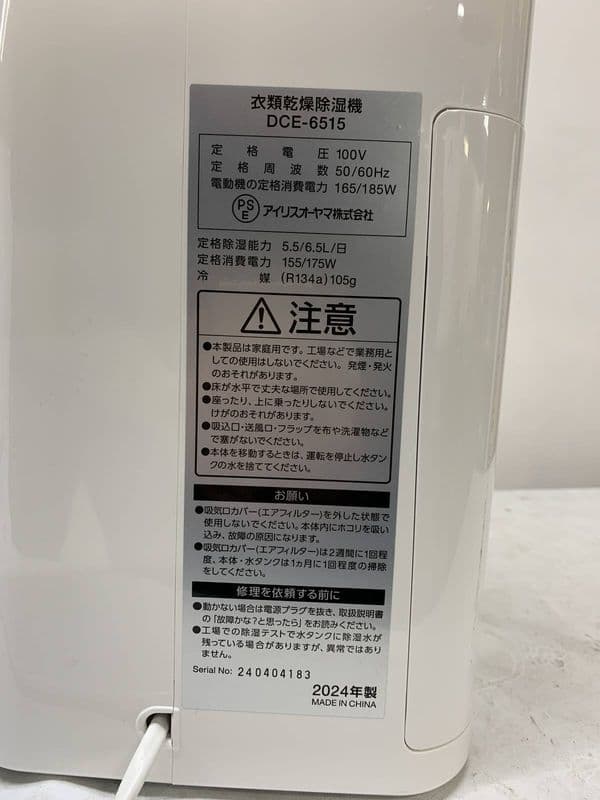 衣類乾燥除湿機
DCE-6515
定格電圧 100V
定格周波数 50/60Hz
電動機の定格消費電力 165/185W
PSE アイリスオーヤマ株式会社
定格除湿能力 5.5/6.5L/日
定格消費電力 155/175W
冷媒 (R134a)105g
注意
●本製品は家庭用です。工場などで業務用と
しての使用はしないでください。発煙・発火
のおそれがあります。
●床が水平で丈夫な場所で使用してください。
●座ったり、上に乗ったりしないでください。
けがのおそれがあります。
●吸込口・送風口・フラップを布や洗濯物など
で塞がないでください。
●本体を移動するときは、運転を停止し水タン
クの水を捨ててください。
お願い
●吸気口カバー(エアフィルター)を外した状態で
使用しないでください。本体内にホコリを吸い
込み、故障の原因になります。
●吸気口カバー(エアフィルター)は2週間に1回程
度、本体・水タンクは1ヵ月に1回程度の掃除
をしてください。
修理を依頼する前に
●動かない場合は電源プラグを抜き、取扱説明書
の「故障かな?と思ったら」をお読みください。
●工場での除湿テストで水タンクに除湿水が
残っている場合がありますが、異常ではあり
ません。
Serial No: 240404183
2024年製
MADE IN CHINA